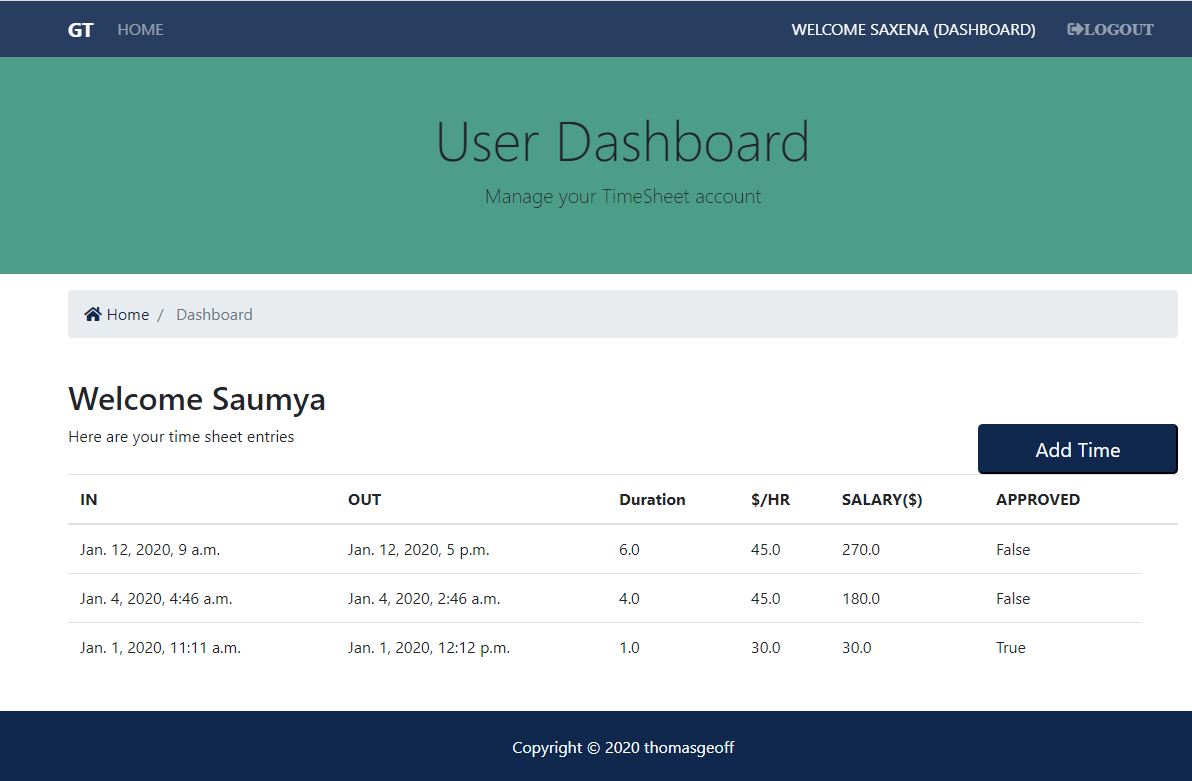 GT HOME WELCOME SAXENA (DASHBOARD) LOGOUT
User Dashboard
Manage your TimeSheet account
Home / Dashboard
Welcome Saumya
Here are your time sheet entries
Add Time
IN OUT Duration $/HR SALARY($) APPROVED
Jan. 12, 2020, 9 a.m. Jan. 12, 2020, 5 p.m. 6.0 45.0 270.0 False
Jan. 4, 2020, 4:46 a.m. Jan. 4, 2020, 2:46 a.m. 4.0 45.0 180.0 False
Jan. 1, 2020, 11:11 a.m. Jan. 1, 2020, 12:12 p.m. 1.0 30.0 30.0 True
Copyright © 2020 thomasgeoff